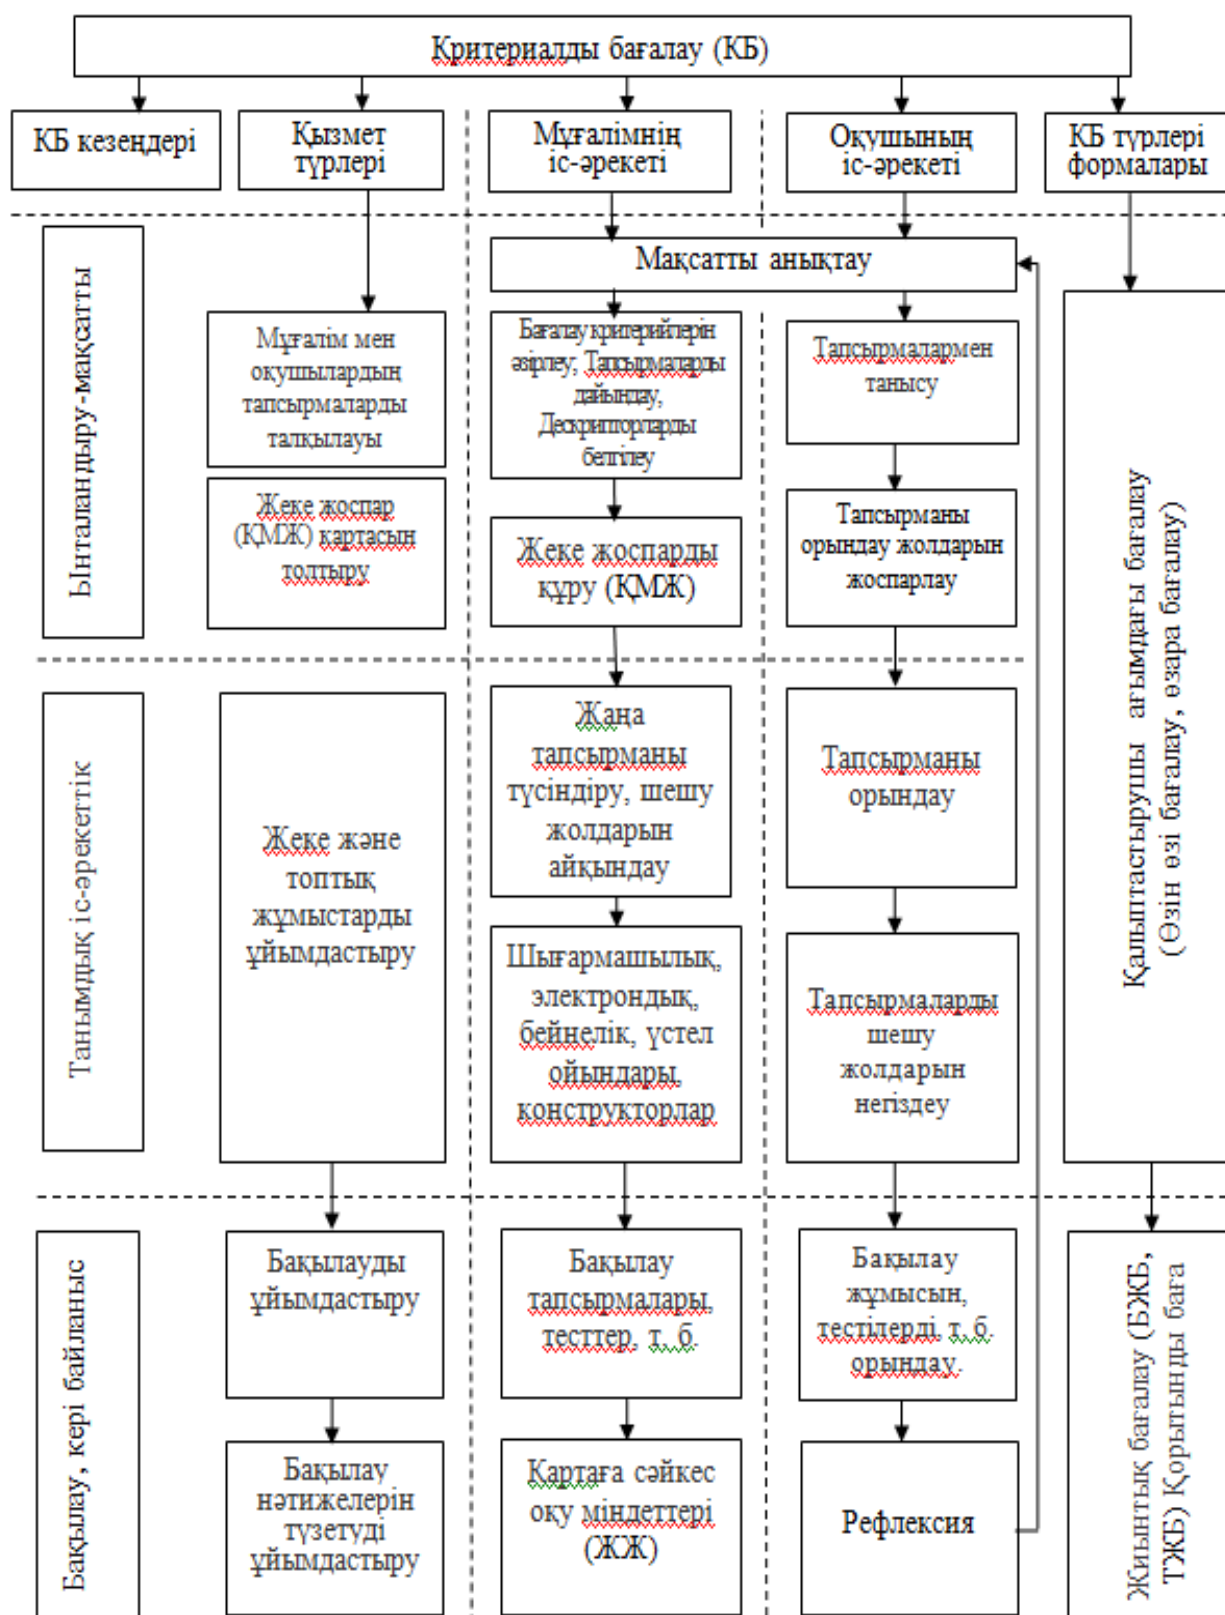 Критериалды бағалау (КБ)
КБ кезеңдері
Қызмет
түрлері
Мұғалімнің
іс-әрекеті
Оқушының
іс-әрекеті
КБ түрлері
формалары
Ынталандыру-мақсатты
Мақсатты анықтау
Мұғалім мен
оқушылардың
тапсырмаларды
талқылауы
Жеке жоспар
(ҚМЖ) картасын
толтыру
Бағалау критерийлерін
әзірлеу, Тапсырмаларды
дайындау,
Дескрипторларды
белгілеу
Жеке жоспарды
құру (ҚМЖ)
Тапсырмалармен
танысу
Тапсырманы
орындау жолдарын
жоспарлау
Қалыптастырушы ағымдағы бағалау
(Өзін өзі бағалау, өзара бағалау)
Танымдық іс-әрекеттік
Жеке және
топтық
жұмыстарды
ұйымдастыру
Жаңа
тапсырманы
түсіндіру, шешу
жолдарын
айқындау
Шығармашылық,
электрондық,
бейнелік, үстел
ойындары,
конструкторлар
Тапсырманы
орындау
Тапсырмаларды
шешу
жолдарын
негіздеу
Бақылау, кері байланыс
Бақылауды
ұйымдастыру
Бақылау
нәтижелерін
түзетуді
ұйымдастыру
Бақылау
тапсырмалары,
тесттер, т. б.
Картаға сәйкес
оқу міндеттері
(ЖЖ)
Бақылау
жұмысын,
тестілерді, т. б.
орындау.
Рефлексия
Жиынтық бағалау (БЖБ,
ТЖБ) Қорытынды баға